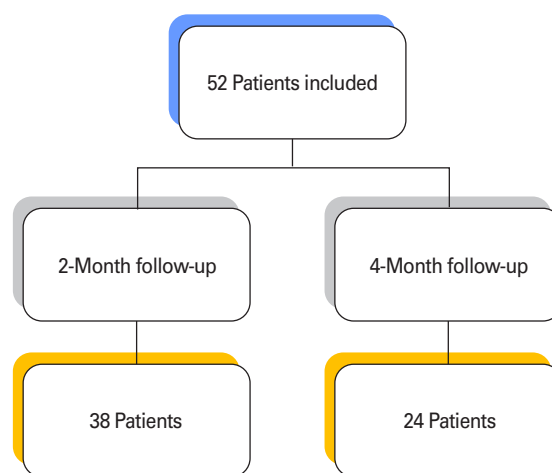 52 Patients included
2-Month follow-up
4-Month follow-up
38 Patients
24 Patients